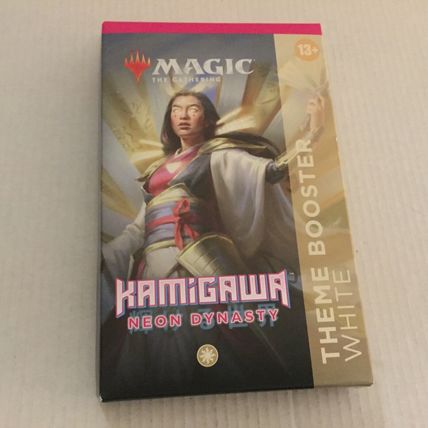 MAGIC
THE GATHERING
13+
KAMIGAWA
NEON DYNASTY
THEME BOOSTER
WHITE